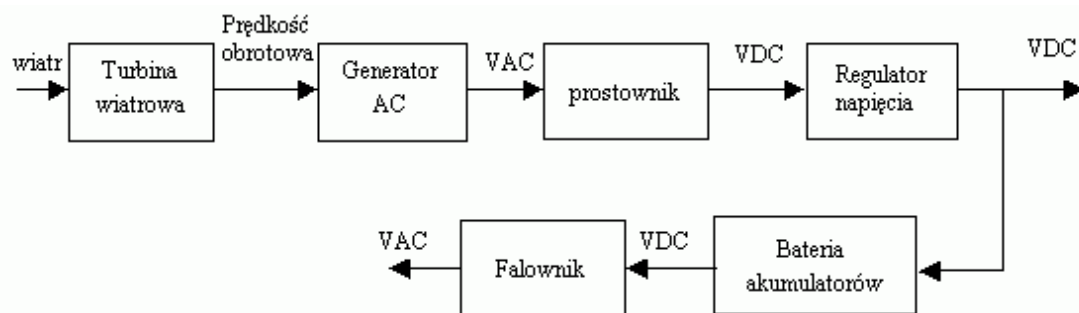 Prędkość
obrotowa
wiatr
Turbina
wiatrowa
Generator
AC
VAC
prostownik
VDC
Regulator
napięcia
VDC
VAC
Falownik
VDC
Bateria
akumulatorów